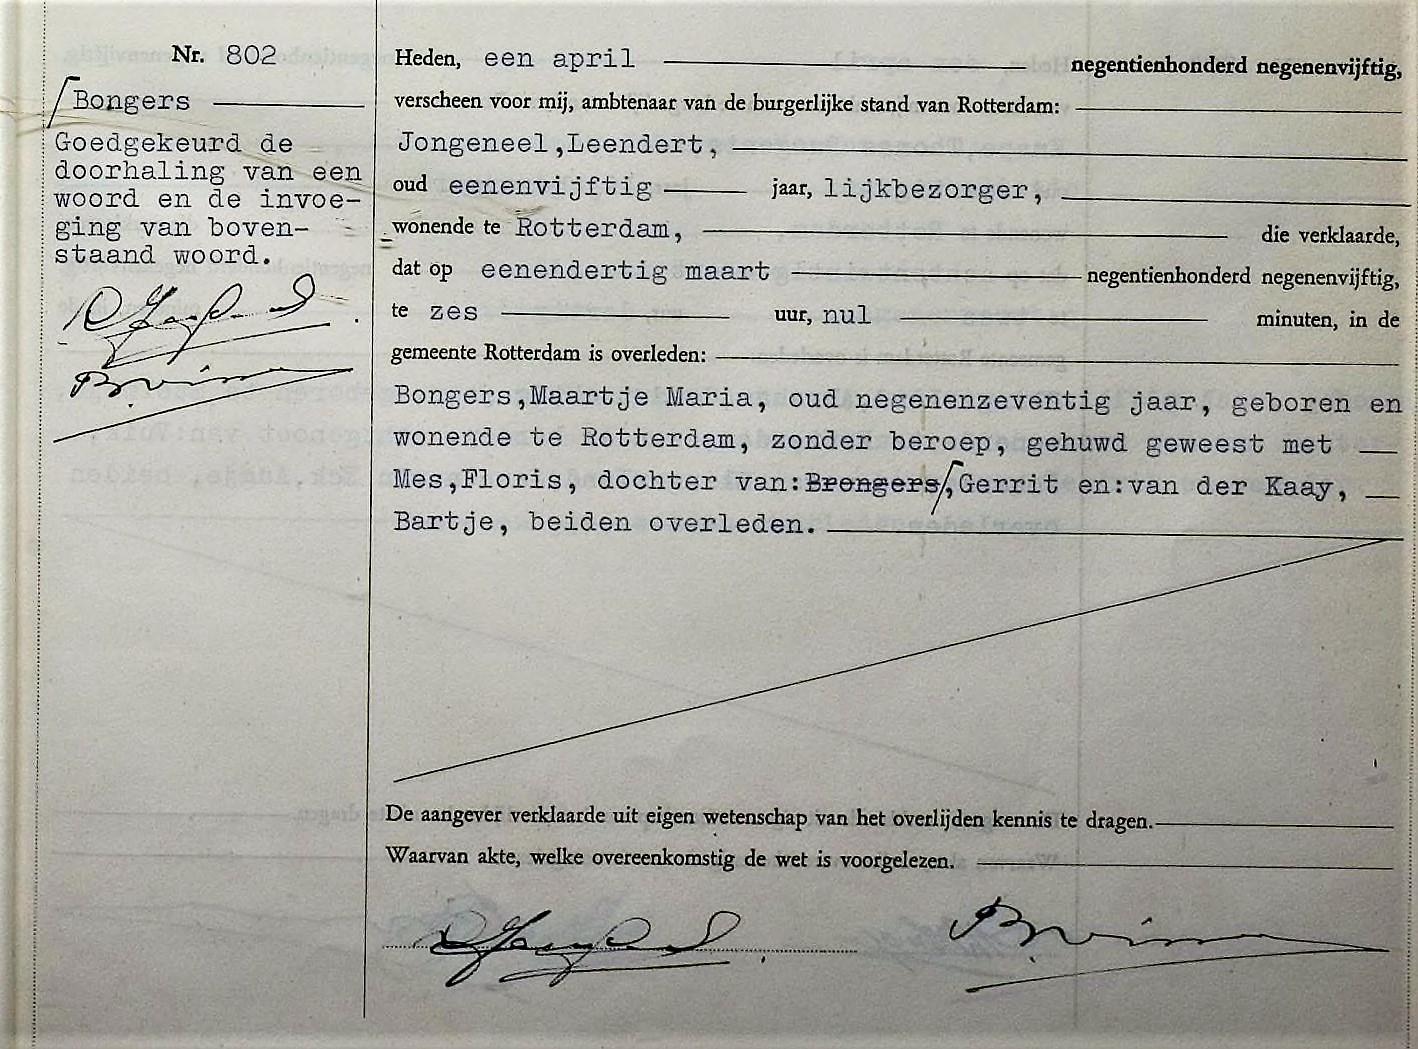 Nr. 802
Bongers
Goedgekeurd de
doorhaling van een
woord en de invoe-
ging van boven-
staand woord.
Heden, een april negentienhonderd negenenvijftig,
verscheen voor mij, ambtenaar van de burgerlijke stand van Rotterdam:
Jongeneel,Leendert,
oud eenenvijftig jaar, lijkbezorger,
wonende te Rotterdam, die verklaarde,
dat op eenendertig maart negentienhonderd negenenvijftig,
te zes uur, nul minuten, in de
gemeente Rotterdam is overleden:
Bongers,Maartje Maria, oud negenenzeventig jaar, geboren en
wonende te Rotterdam, zonder beroep, gehuwd geweest met
Mes,Floris, dochter van:Brongers,Gerrit en:van der Kaay,
Bartje, beiden overleden.
De aangever verklaarde uit eigen wetenschap van het overlijden kennis te dragen.
Waarvan akte, welke overeenkomstig de wet is voorgelezen.